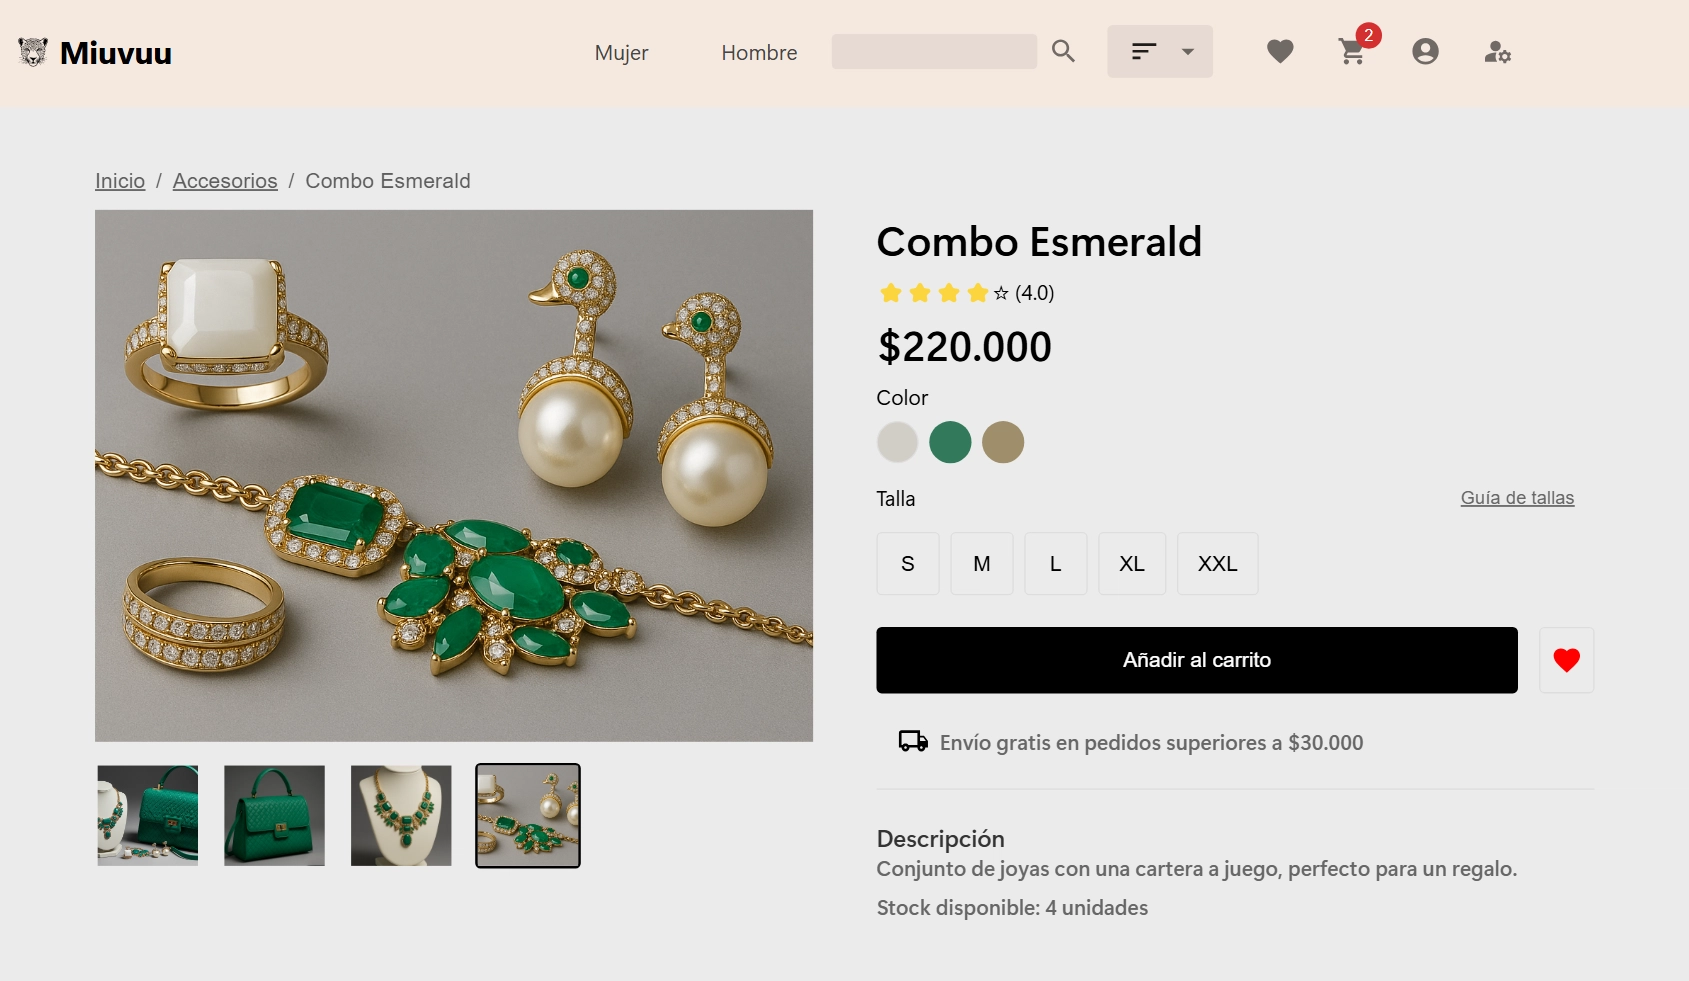 Miuvuu
Mujer
Hombre
2
Inicio / Accesorios / Combo Esmerald
Combo Esmerald
(4.0)
$220.000
Color
Talla
Guía de tallas
S
M
L
XL
XXL
Añadir al carrito
Envío gratis en pedidos superiores a $30.000
Descripción
Conjunto de joyas con una cartera a juego, perfecto para un regalo.
Stock disponible: 4 unidades